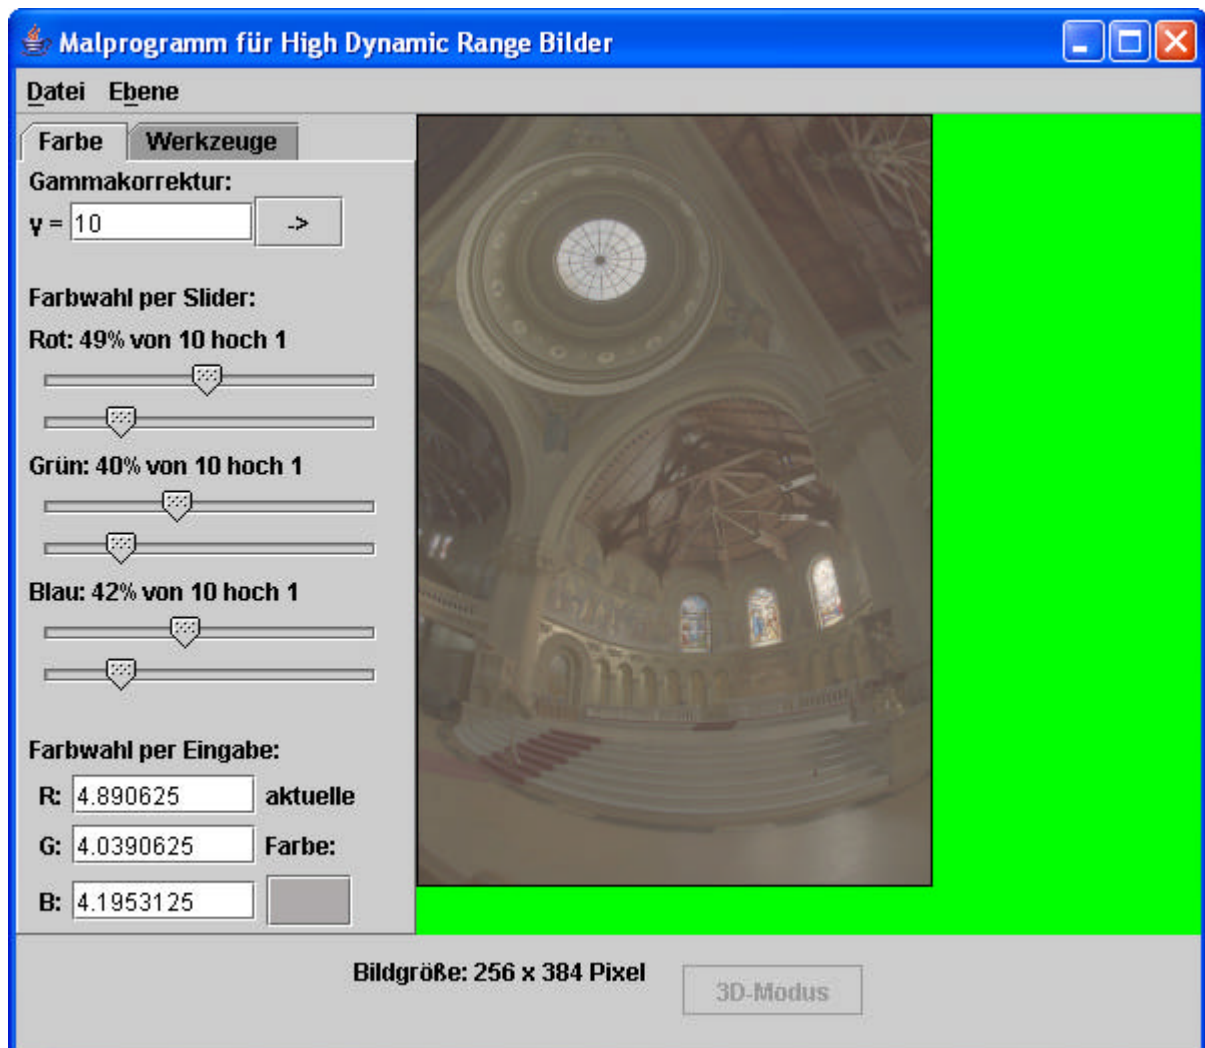 Malprogramm für High Dynamic Range Bilder
Datei Ebene
Farbe Werkzeuge
Gammakorrektur:
γ = 10 ->
Farbwahl per Slider:
Rot: 49% von 10 hoch 1
Grün: 40% von 10 hoch 1
Blau: 42% von 10 hoch 1
Farbwahl per Eingabe:
R: 4.890625 aktuelle
G: 4.0390625 Farbe:
B: 4.1953125
Bildgröße: 256 x 384 Pixel 3D-Modus